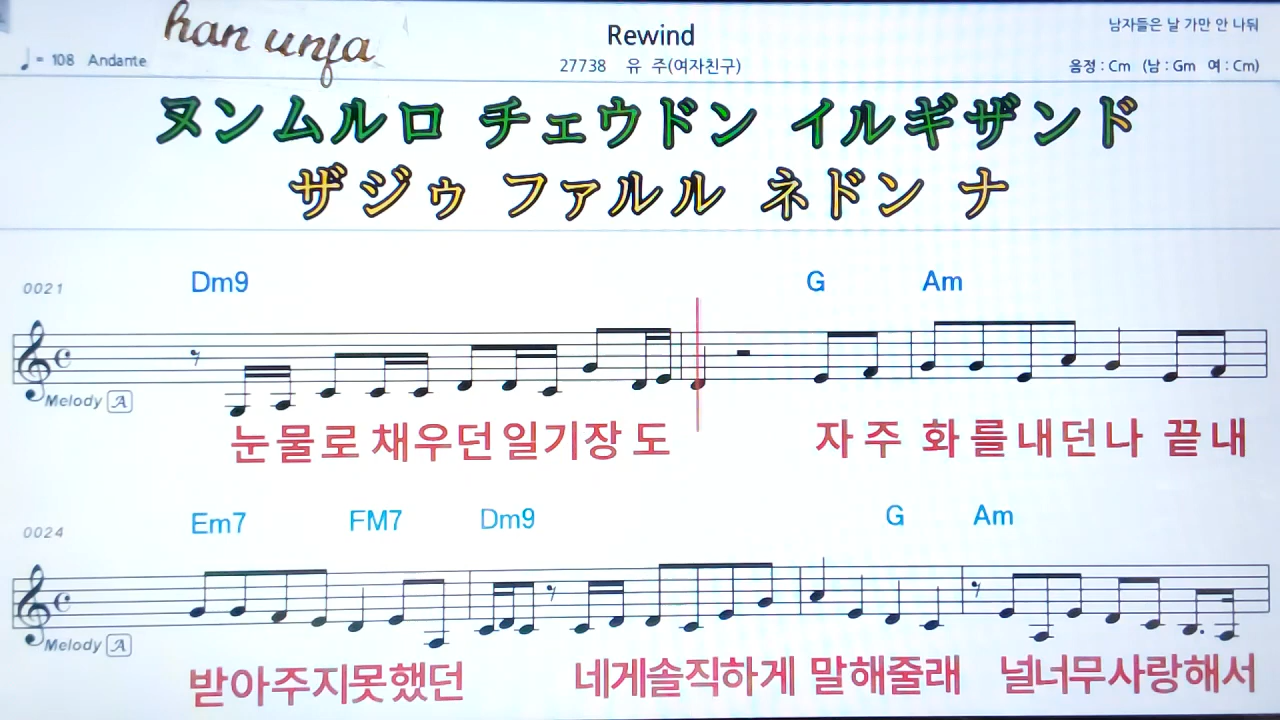 han unja
Rewind
남자들은 날 가만 안 나둬
♩= 108 Andante
27738 유 주(여자친구)
음정 : Cm (남 : Gm 여 : Cm)
ヌンムルロ チェウドン イルギザンド
ザジゥ ファルル ネドン ナ
0021
Dm9 G Am
Melody A
눈물로 채우던일기장 도 자주 화를내던나 끝내
0024
Em7 FM7 Dm9 G Am
Melody A
받아주지못했던 네게솔직하게 말해줄래 널너무사랑해서